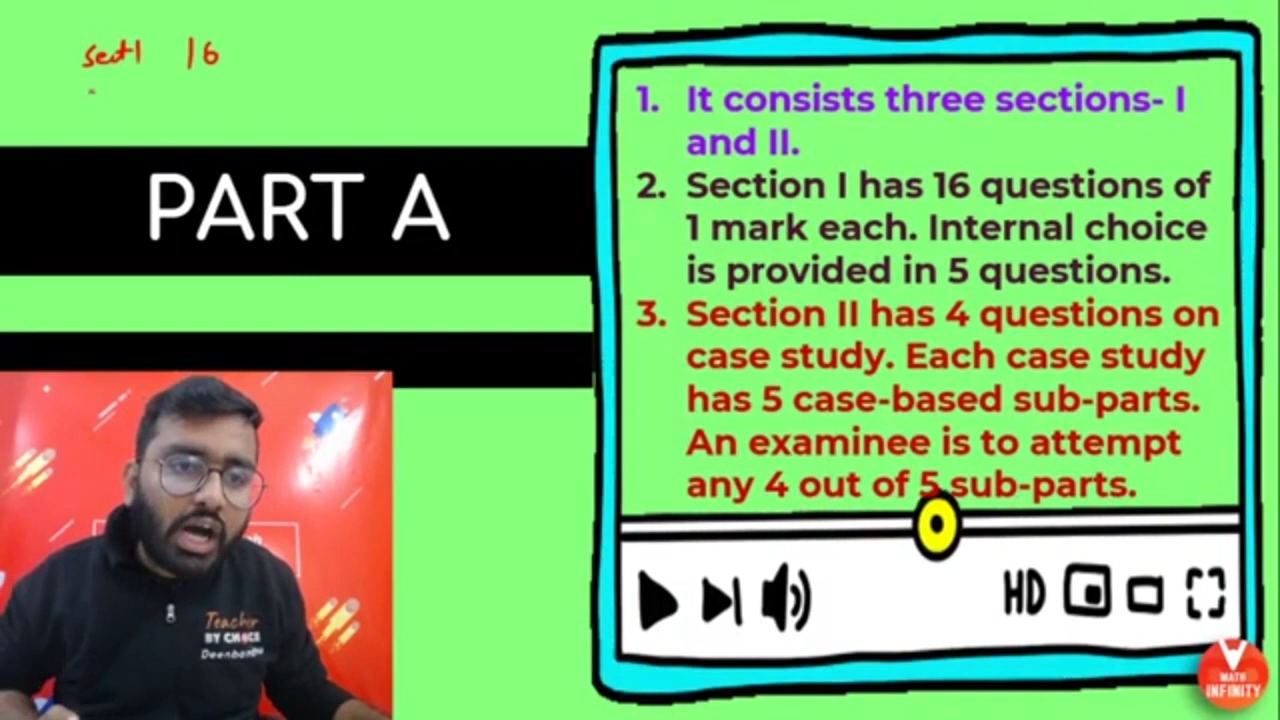 sect 1 16
PART A
1. It consists three sections- I
and II.
2. Section I has 16 questions of
1 mark each. Internal choice
is provided in 5 questions.
3. Section II has 4 questions on
case study. Each case study
has 5 case-based sub-parts.
An examinee is to attempt
any 4 out of 5 sub-parts.
HD
Teacher
BY CHOICE
MATH
INFINITY